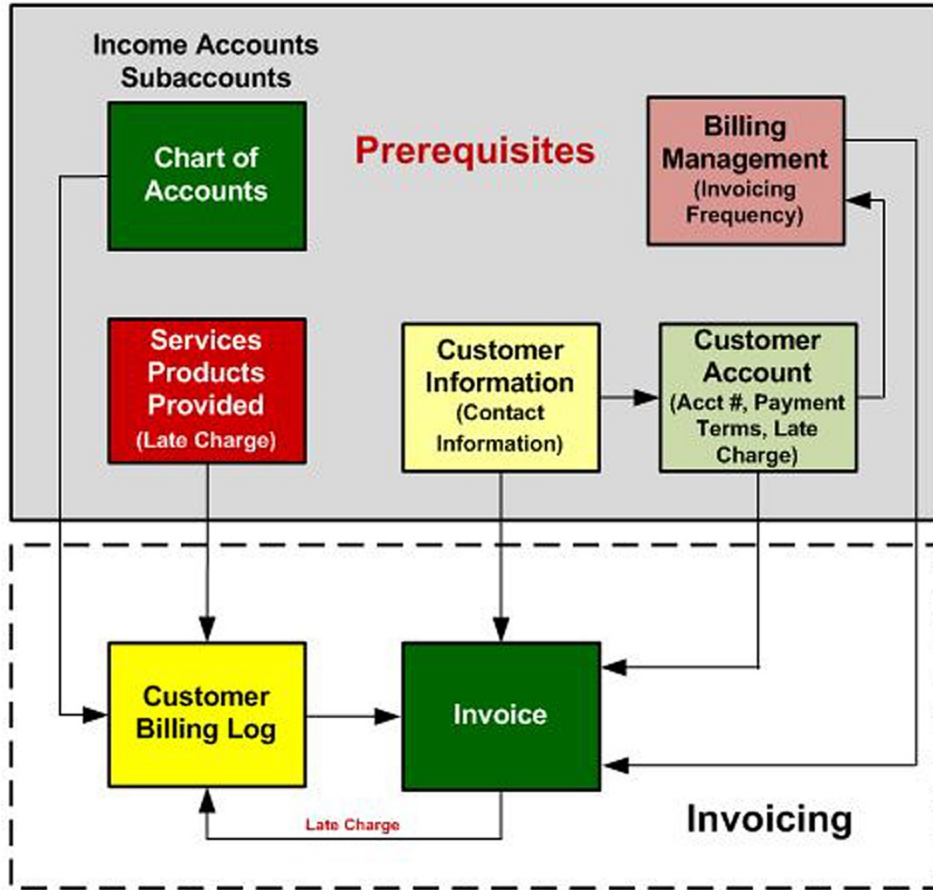 Income Accounts
Subaccounts
Chart of
Accounts
Prerequisites
Billing
Management
(Invoicing
Frequency)
Services
Products
Provided
(Late Charge)
Customer
Information
(Contact
Information)
Customer
Account
(Acct #, Payment
Terms, Late
Charge)
Customer
Billing Log
Invoice
Late Charge
Invoicing